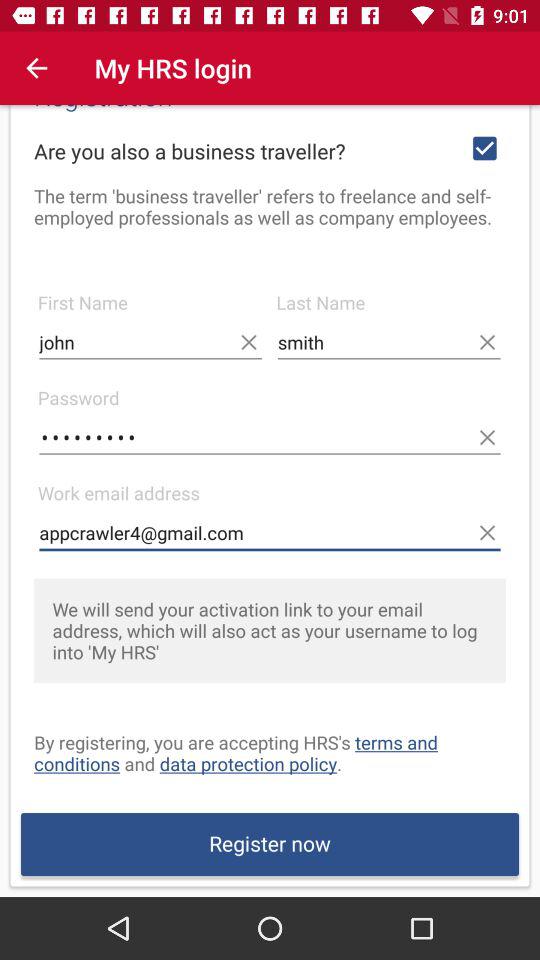 9:01
My HRS login
Registration
Are you also a business traveller?
The term 'business traveller' refers to freelance and self-
employed professionals as well as company employees.
First Name Last Name
john smith
Password
•••••••••
Work email address
appcrawler4@gmail.com
We will send your activation link to your email
address, which will also act as your username to log
into 'My HRS'
By registering, you are accepting HRS's terms and
conditions and data protection policy.
Register now